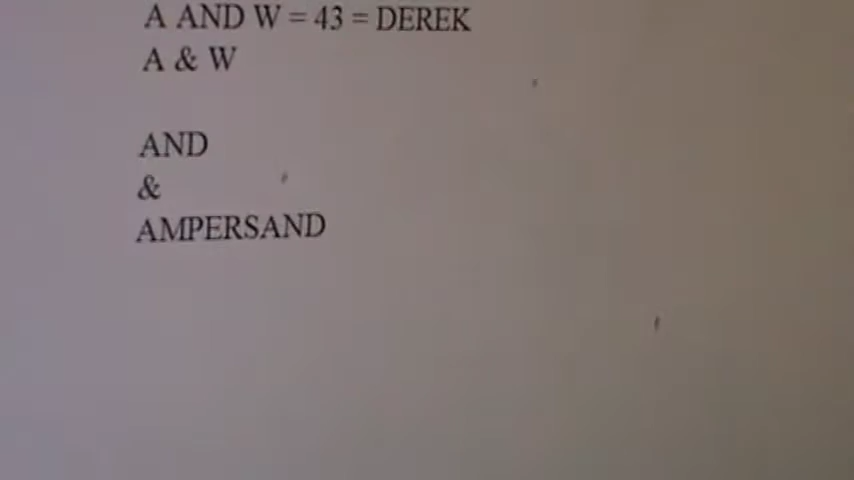 A AND W = 43 = DEREK
A & W
AND
&
AMPERSAND